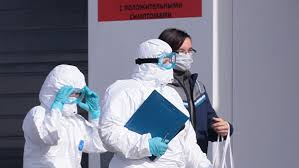 с положительными
симптомами